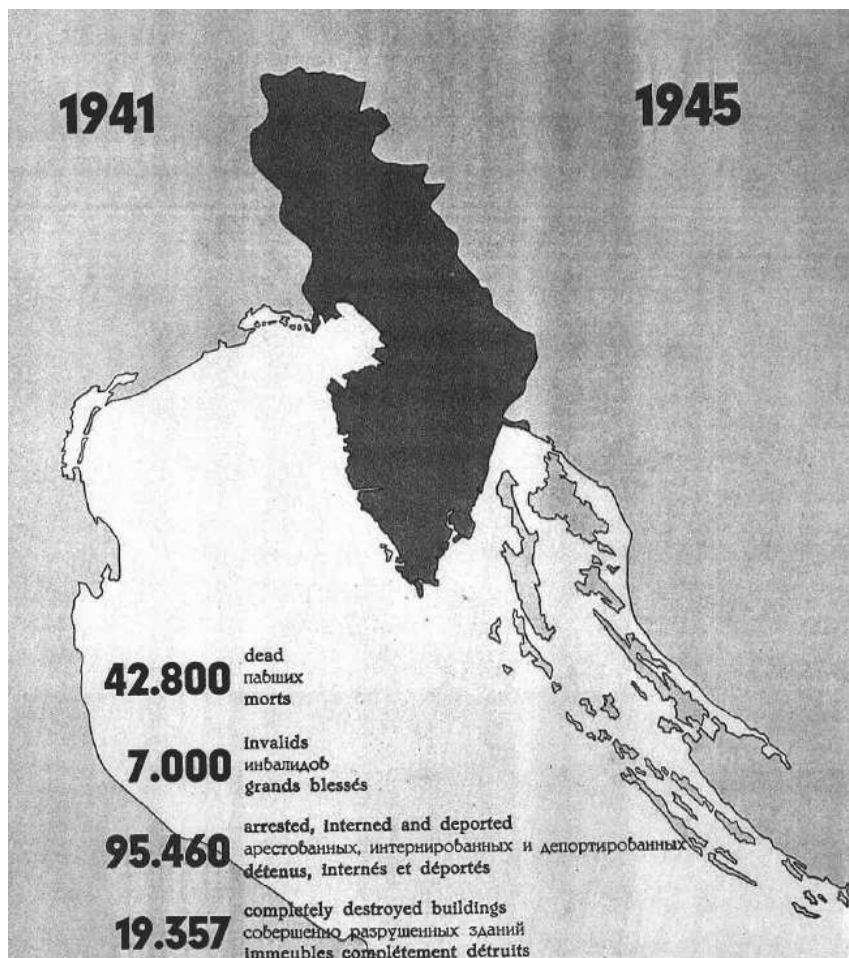 1941
1945
42.800
dead
павших
morts
7.000
invalids
инвалидов
grands blessés
95.460
arrested, interned and deported
арестованных, интернированных и депортированных
détenus, internés et déportés
19.357
completely destroyed buildings
совершенно разрушенных зданий
immeubles complétement détruits